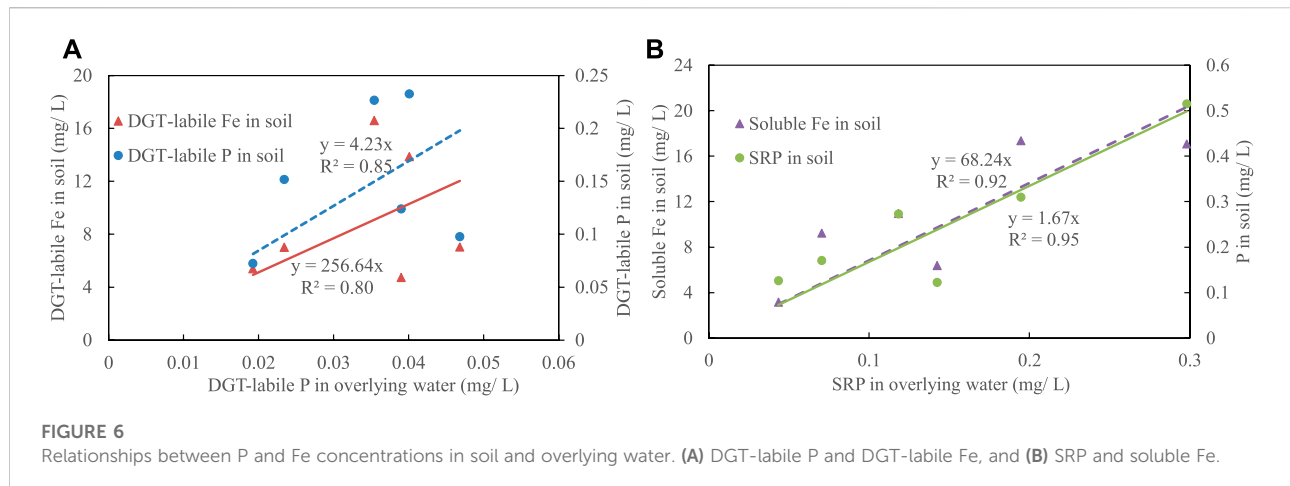 A
20
16
12
8
4
0
DGT-labile Fe in soil (mg/ L)
DGT-labile Fe in soil
DGT-labile P in soil
y = 4.23x
R² = 0.85
y = 256.64x
R² = 0.80
0.25
0.2
0.15
0.1
0.05
0
DGT-labile P in soil (mg/ L)
0 0.01 0.02 0.03 0.04 0.05 0.06
DGT-labile P in overlying water (mg/ L)
B
24
20
16
12
8
4
0
Soluble Fe in soil (mg/ L)
Soluble Fe in soil
SRP in soil
y = 68.24x
R² = 0.92
y = 1.67x
R² = 0.95
0.6
0.5
0.4
0.3
0.2
0.1
0
P in soil (mg/ L)
0 0.1 0.2 0.3
SRP in overlying water (mg/ L)
FIGURE 6
Relationships between P and Fe concentrations in soil and overlying water. (A) DGT-labile P and DGT-labile Fe, and (B) SRP and soluble Fe.